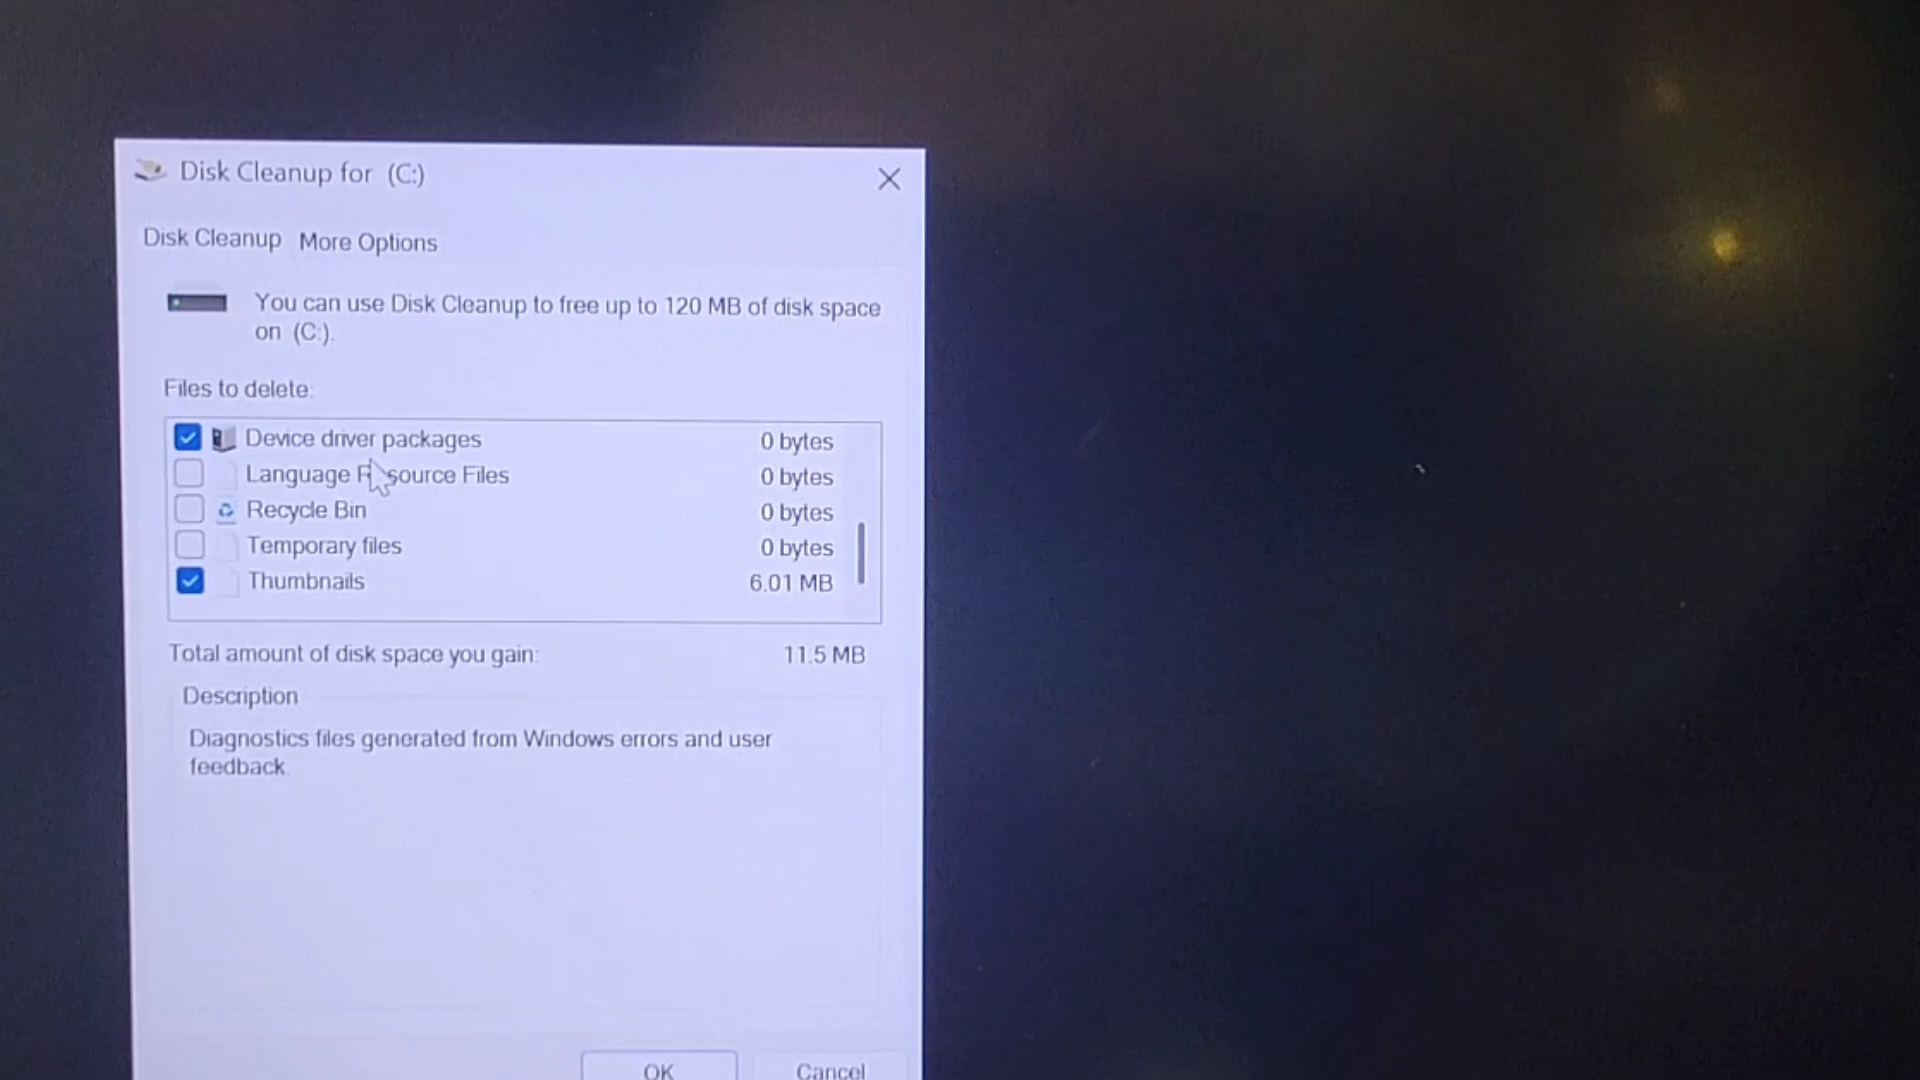 Disk Cleanup for (C:)
Disk Cleanup More Options
You can use Disk Cleanup to free up to 120 MB of disk space
on (C:).
Files to delete:
Device driver packages 0 bytes
Language Resource Files 0 bytes
Recycle Bin 0 bytes
Temporary files 0 bytes
Thumbnails 6.01 MB
Total amount of disk space you gain: 11.5 MB
Description
Diagnostics files generated from Windows errors and user
feedback
OK Cancel